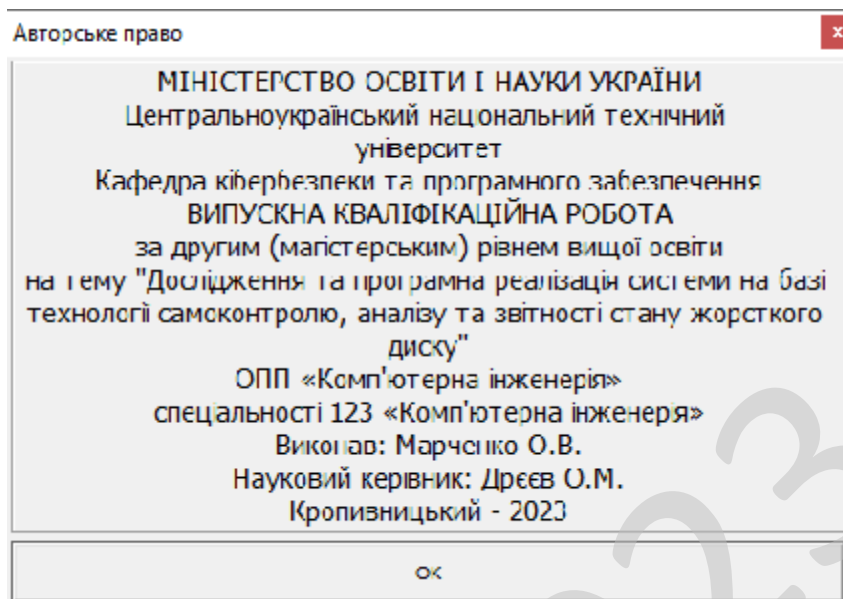 Авторське право
x
МІНІСТЕРСТВО ОСВІТИ І НАУКИ УКРАЇНИ
Центральноукраїнський національний технічний
університет
Кафедра кібербезпеки та програмного забезпечення
ВИПУСКНА КВАЛІФІКАЦІЙНА РОБОТА
за другим (магістерським) рівнем вищої освіти
на тему "Дослідження та програмна реалізація системи на базі
технології самоконтролю, аналізу та звітності стану жорсткого
диску"
ОПП «Комп'ютерна інженерія»
спеціальності 123 «Комп'ютерна інженерія»
Виконав: Марченко О.В.
Науковий керівник: Дрєєв О.М.
Кропивницький - 2023
ОК